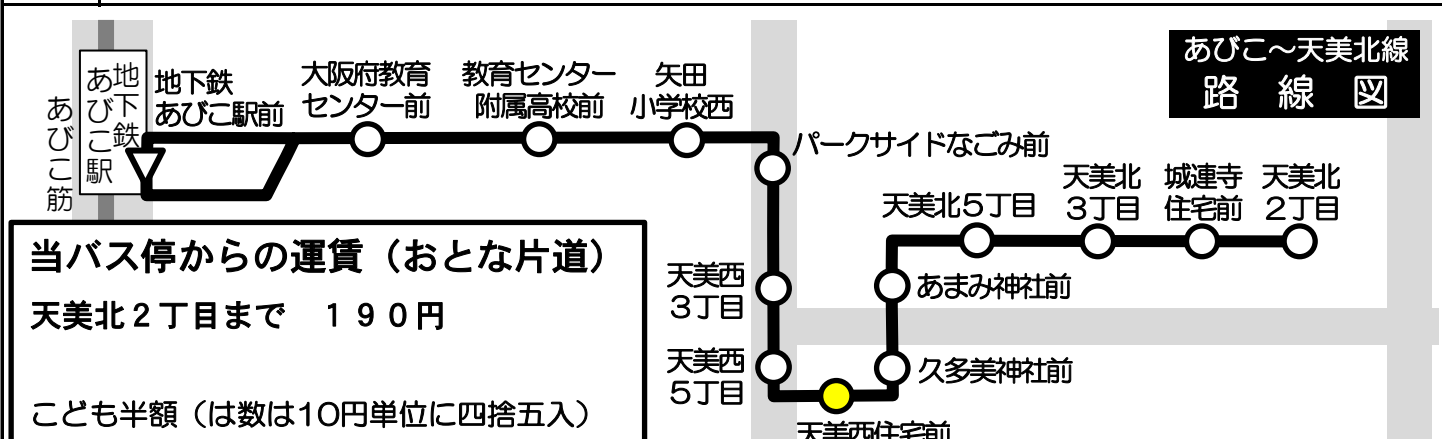 あびこ〜天美北線
路線図
あびこ筋
地下鉄
あびこ駅
地下鉄
あびこ駅前
大阪府教育
センター前
教育センター
附属高校前
矢田
小学校西
パークサイドなごみ前
天美西
3丁目
天美西
5丁目
天美西住宅前
久多美神社前
あまみ神社前
天美北5丁目
天美北
3丁目
城連寺
住宅前
天美北
2丁目
当バス停からの運賃（おとな片道）
天美北２丁目まで　１９０円
こども半額（は数は10円単位に四捨五入）